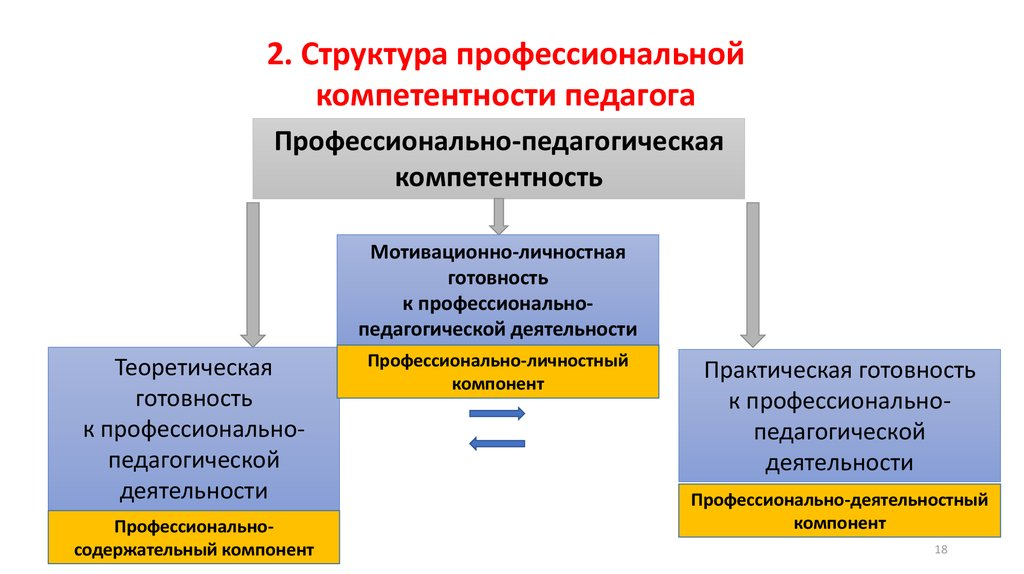 2. Структура профессиональной
компетентности педагога
Профессионально-педагогическая
компетентность
Мотивационно-личностная
готовность
к профессионально-
педагогической деятельности
Профессионально-личностный
компонент
Теоретическая
готовность
к профессионально-
педагогической
деятельности
Профессионально-
содержательный компонент
Практическая готовность
к профессионально-
педагогической
деятельности
Профессионально-деятельностный
компонент
18